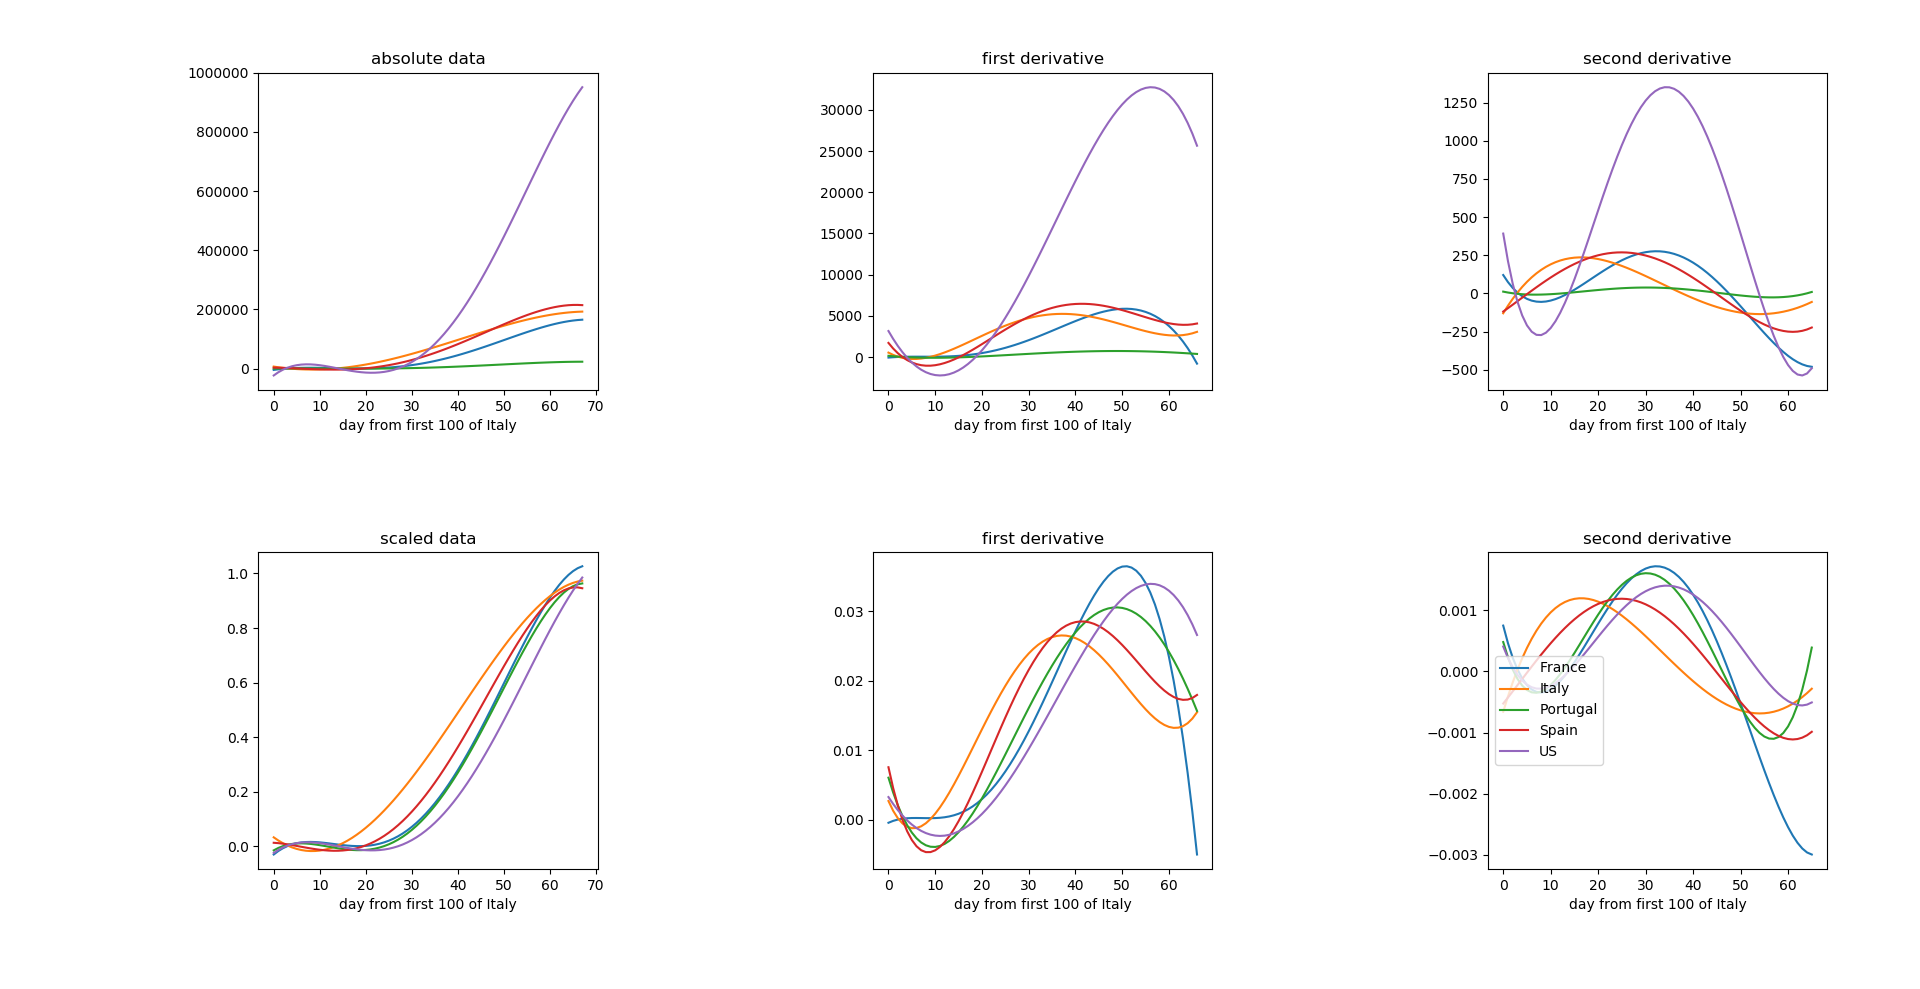 absolute data
1000000
800000
600000
400000
200000
0
0 10 20 30 40 50 60 70
day from first 100 of Italy
first derivative
30000
25000
20000
15000
10000
5000
0
0 10 20 30 40 50 60
day from first 100 of Italy
second derivative
1250
1000
750
500
250
0
−250
−500
0 10 20 30 40 50 60
day from first 100 of Italy
scaled data
1.0
0.8
0.6
0.4
0.2
0.0
0 10 20 30 40 50 60 70
day from first 100 of Italy
first derivative
0.03
0.02
0.01
0.00
0 10 20 30 40 50 60
day from first 100 of Italy
second derivative
0.001
0.000
−0.001
−0.002
−0.003
France
Italy
Portugal
Spain
US
0 10 20 30 40 50 60
day from first 100 of Italy